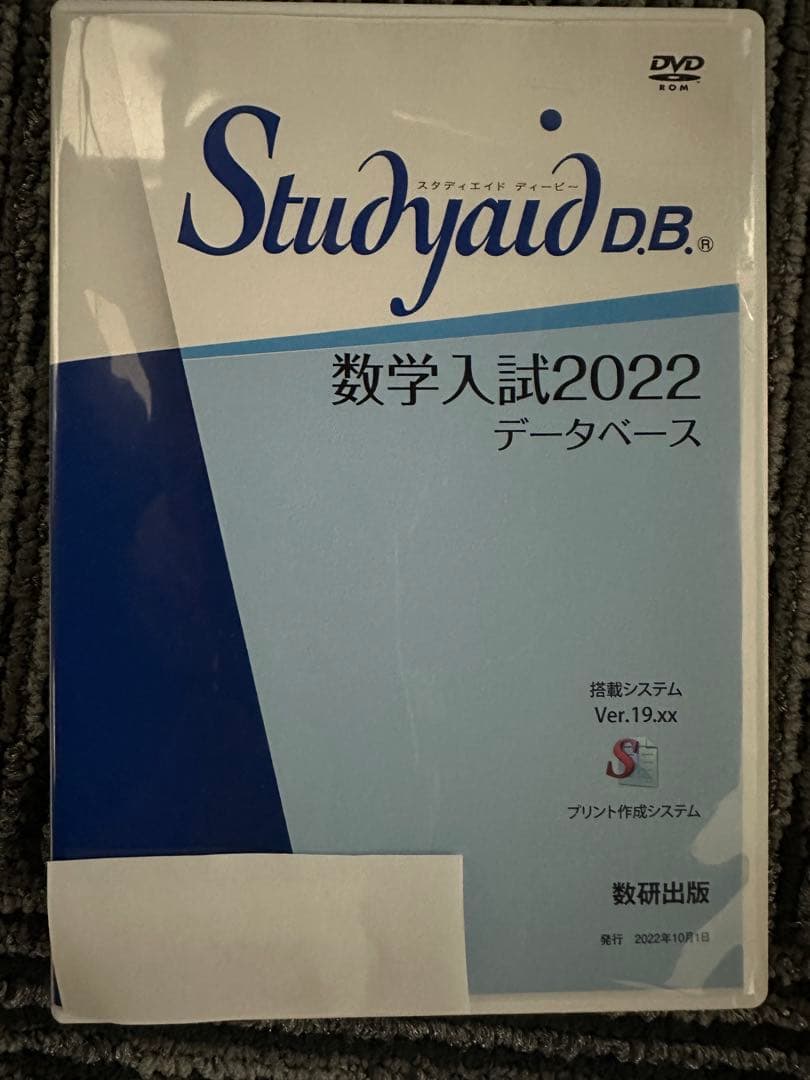 DVD
ROM
スタディエイド ディービー
Studyaid D.B.®
数学入試2022
データベース
搭載システム
Ver.19.xx
S
プリント作成システム
数研出版
発行 2022年10月1日